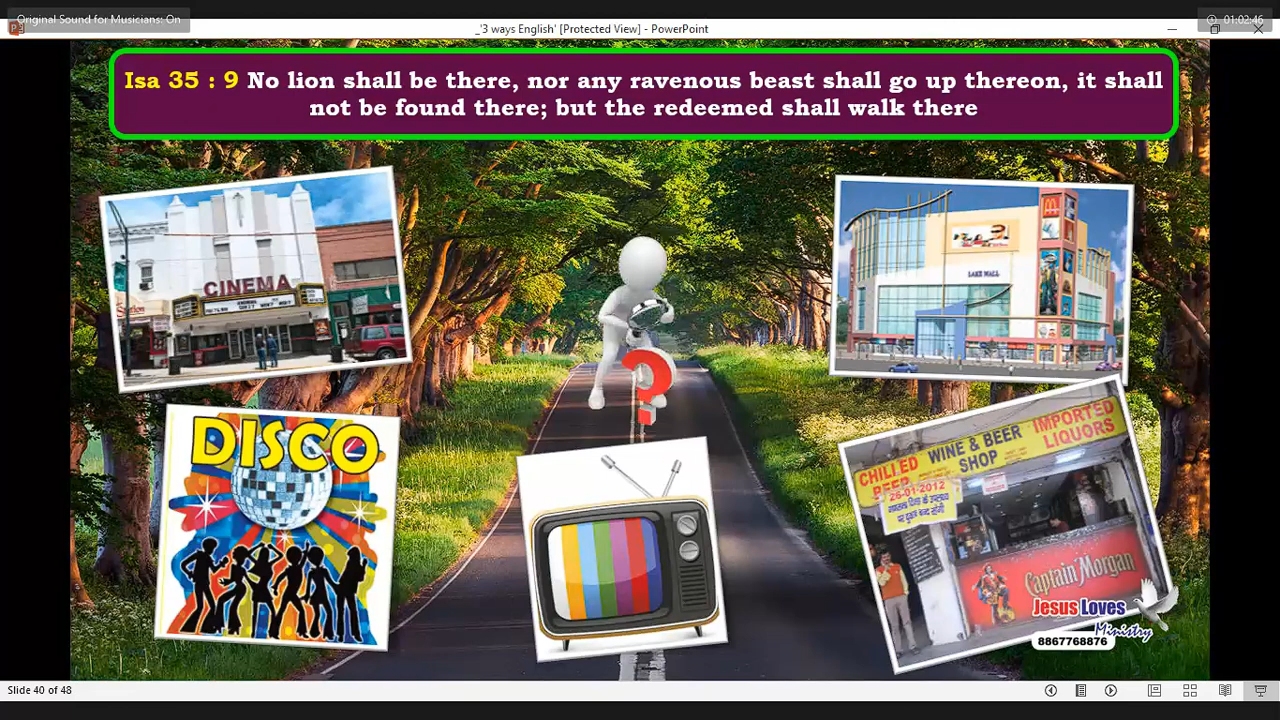 Original Sound for Musicians: On
01:02:46
_'3 ways English' [Protected View] - PowerPoint
Isa 35 : 9 No lion shall be there, nor any ravenous beast shall go up thereon, it shall
not be found there; but the redeemed shall walk there
CINEMA
LAKE MALL
DISCO
?
CHILLED
BEER
WINE & BEER
SHOP
IMPORTED
LIQUORS
26-01-2012
Captain Morgan
Jesus Loves
Ministry
8867768876
Slide 40 of 48